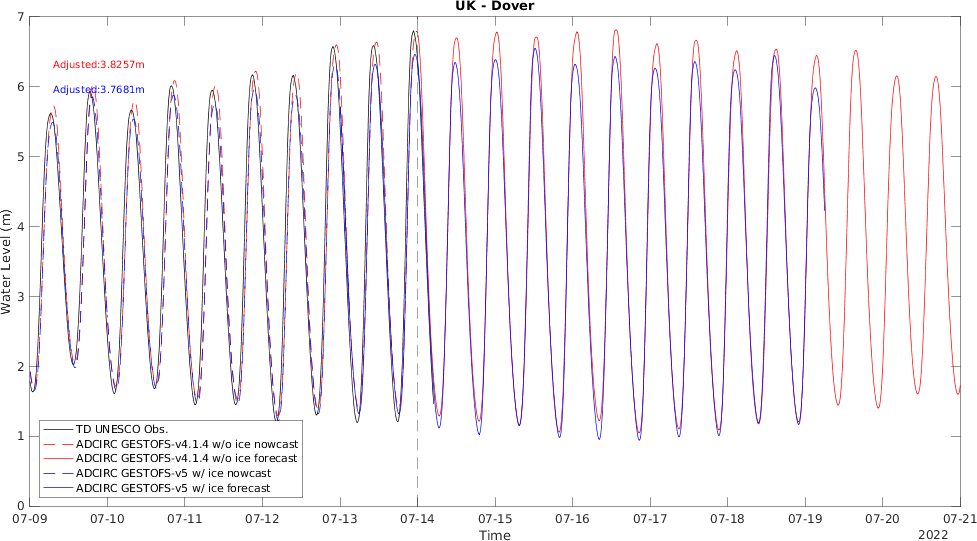 UK - Dover
7
6
5
4
3
2
1
0
Water Level (m)
Adjusted:3.8257m
Adjusted:3.7681m
TD UNESCO Obs.
ADCIRC GESTOFS-v4.1.4 w/o ice nowcast
ADCIRC GESTOFS-v4.1.4 w/o ice forecast
ADCIRC GESTOFS-v5 w/ ice nowcast
ADCIRC GESTOFS-v5 w/ ice forecast
07-09 07-10 07-11 07-12 07-13 07-14 07-15 07-16 07-17 07-18 07-19 07-20 07-21
Time
2022